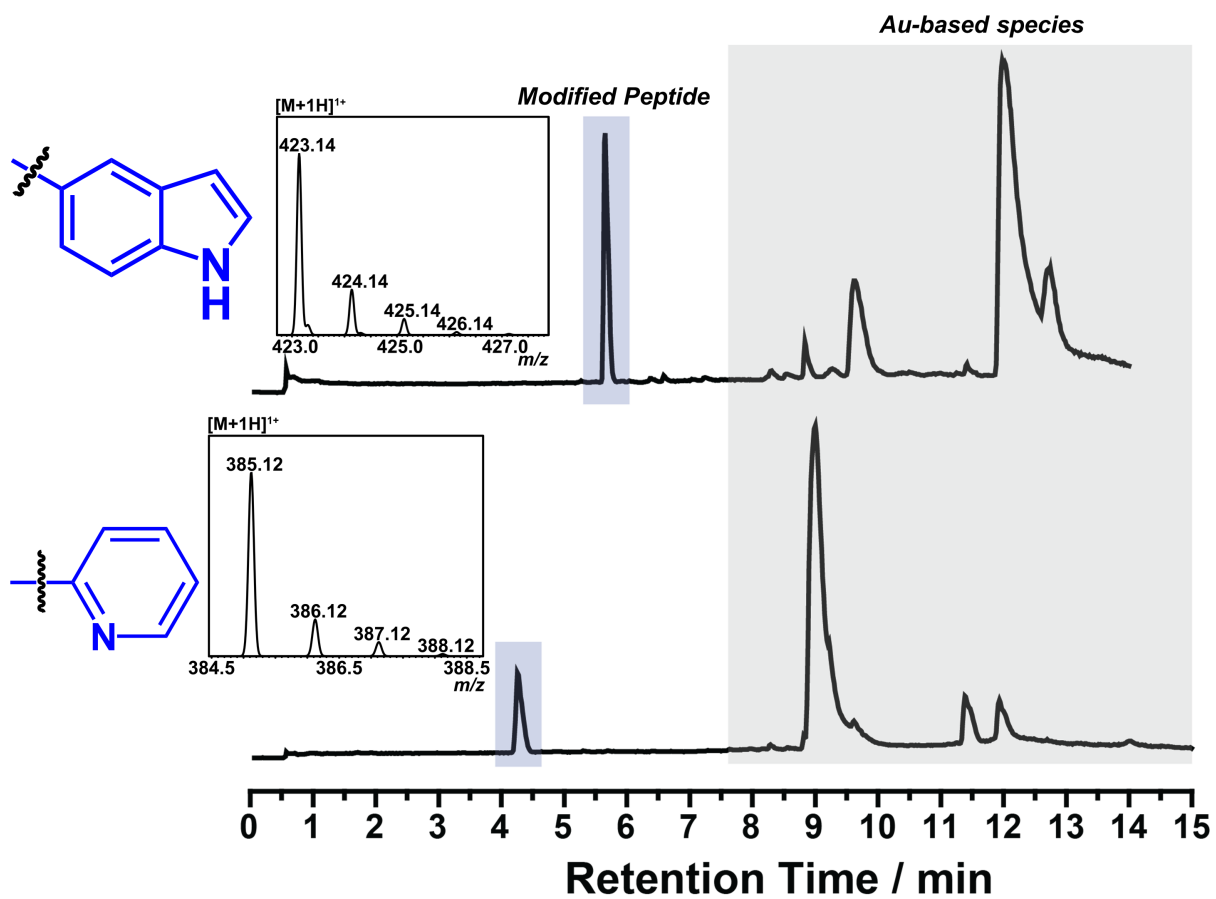 Au-based species
Modified Peptide
[M+1H]¹⁺
423.14
424.14
425.14
426.14
423.0 425.0 427.0
m/z
N
H
[M+1H]¹⁺
385.12
386.12
387.12
388.12
384.5 386.5 388.5
m/z
N
0 1 2 3 4 5 6 7 8 9 10 11 12 13 14 15
Retention Time / min